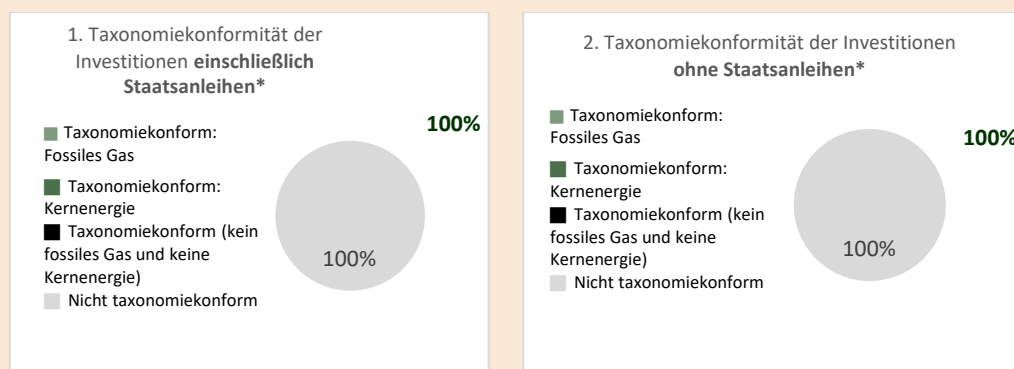 1. Taxonomiekonformität der
Investitionen einschließlich
Staatsanleihen*
Taxonomiekonform:
Fossiles Gas
Taxonomiekonform:
Kernenergie
Taxonomiekonform (kein
fossiles Gas und keine
Kernenergie)
Nicht taxonomiekonform
100%
100%
2. Taxonomiekonformität der Investitionen
ohne Staatsanleihen*
Taxonomiekonform:
Fossiles Gas
Taxonomiekonform:
Kernenergie
Taxonomiekonform (kein
fossiles Gas und keine
Kernenergie)
Nicht taxonomiekonform
100%
100%